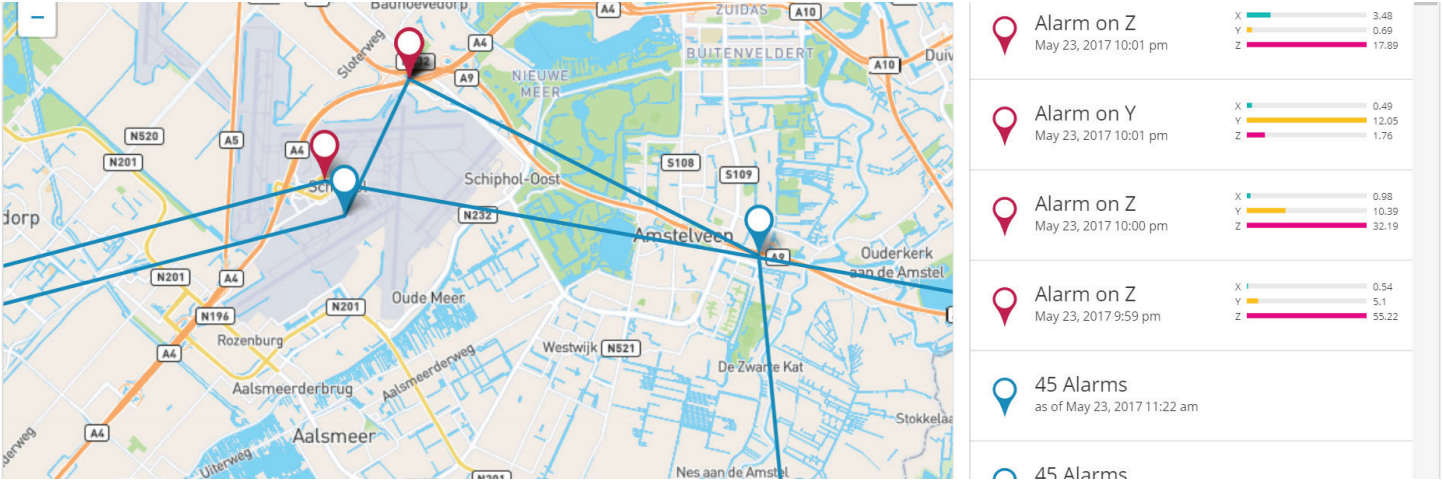 Badhoevedorp
A4
ZUIDAS
A10
−
Sloterweg
A4
BUITENVELDERT
Duiv
A10
A9
NIEUWE
MEER
N520
A5
A4
N201
S108
S109
Schiphol-Oost
dorp
N232
Amstelveen
A9
Ouderkerk
aan de Amstel
N201
A4
Oude Meer
N201
N196
Rozenburg
A4
Westwijk
N521
De Zwarte Kat
Aalsmeerderweg
Aalsmeerderbrug
Stokkelaa
A4
Aalsmeer
Uiterweg
N201
Nes aan de Amstel
Alarm on Z
May 23, 2017 10:01 pm
X 3.48
Y 0.69
Z 17.89
Alarm on Y
May 23, 2017 10:01 pm
X 0.49
Y 12.05
Z 1.76
Alarm on Z
May 23, 2017 10:00 pm
X 0.98
Y 10.39
Z 32.19
Alarm on Z
May 23, 2017 9:59 pm
X 0.54
Y 5.1
Z 55.22
45 Alarms
as of May 23, 2017 11:22 am
45 Alarms